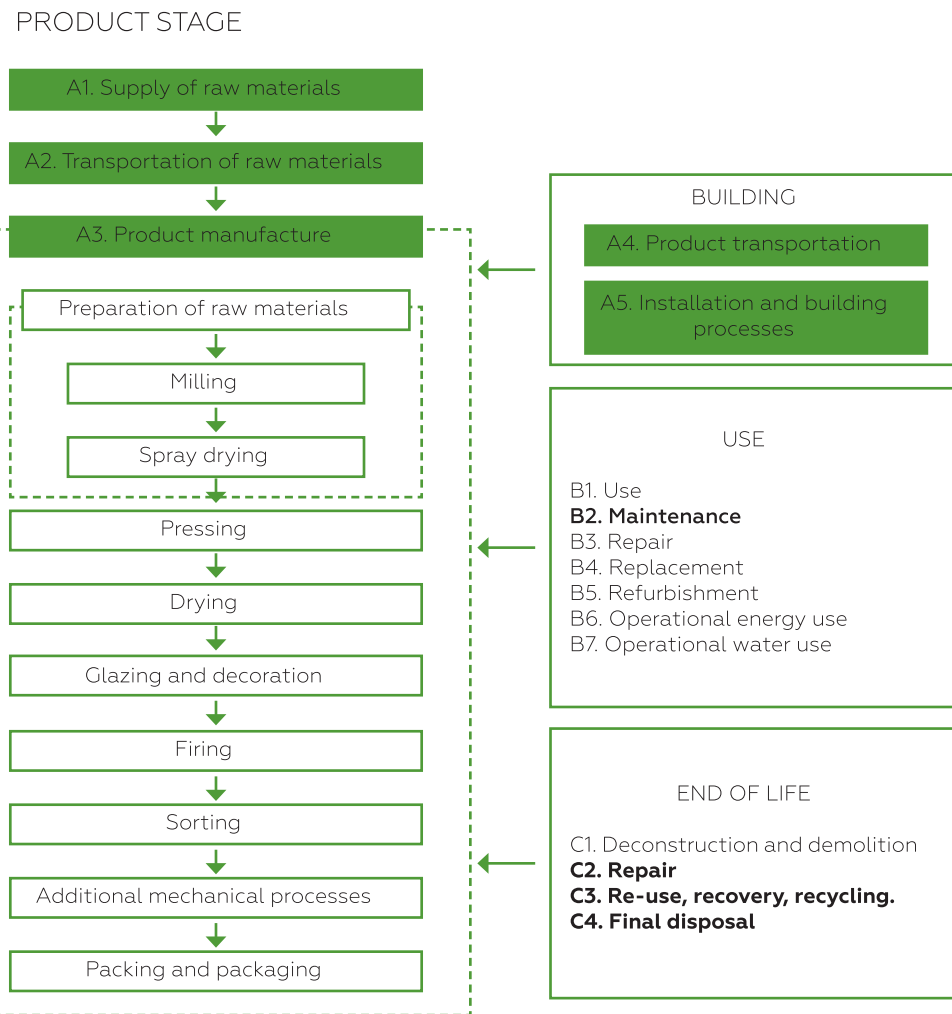 PRODUCT STAGE
A1. Supply of raw materials
A2. Transportation of raw materials
A3. Product manufacture
Preparation of raw materials
Milling
Spray drying
Pressing
Drying
Glazing and decoration
Firing
Sorting
Additional mechanical processes
Packing and packaging
BUILDING
A4. Product transportation
A5. Installation and building
processes
USE
B1. Use
B2. Maintenance
B3. Repair
B4. Replacement
B5. Refurbishment
B6. Operational energy use
B7. Operational water use
END OF LIFE
C1. Deconstruction and demolition
C2. Repair
C3. Re-use, recovery, recycling.
C4. Final disposal